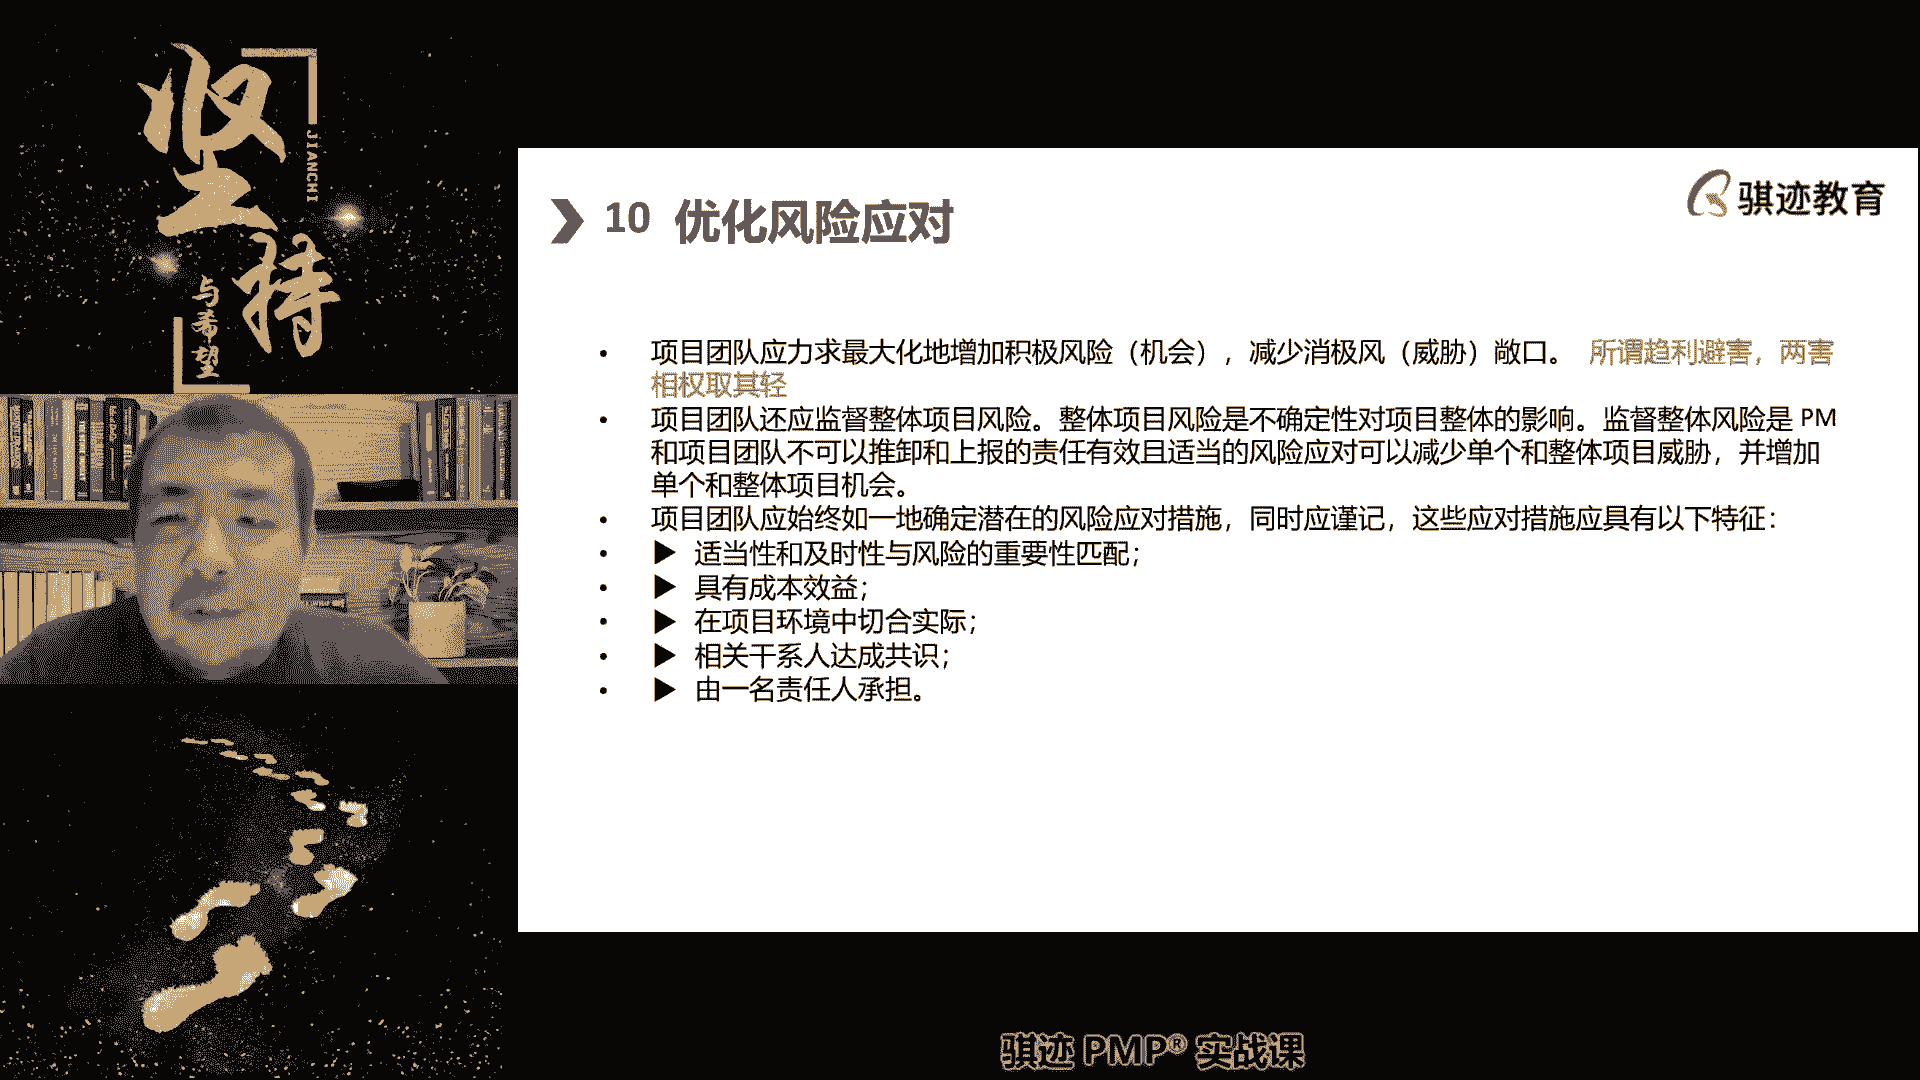 坚持
JIANCHI
与希望
骐迹教育
10 优化风险应对
• 项目团队应力求最大化地增加积极风险（机会），减少消极风（威胁）敞口。 所谓趋利避害，两害
相权取其轻
• 项目团队还应监督整体项目风险。整体项目风险是不确定性对项目整体的影响。监督整体风险是 PM
和项目团队不可以推卸和上报的责任有效且适当的风险应对可以减少单个和整体项目威胁，并增加
单个和整体项目机会。
• 项目团队应始终如一地确定潜在的风险应对措施，同时应谨记，这些应对措施应具有以下特征：
• ▶ 适当性和及时性与风险的重要性匹配；
• ▶ 具有成本效益；
• ▶ 在项目环境中切合实际；
• ▶ 相关干系人达成共识；
• ▶ 由一名责任人承担。
骐迹 PMP® 实战课